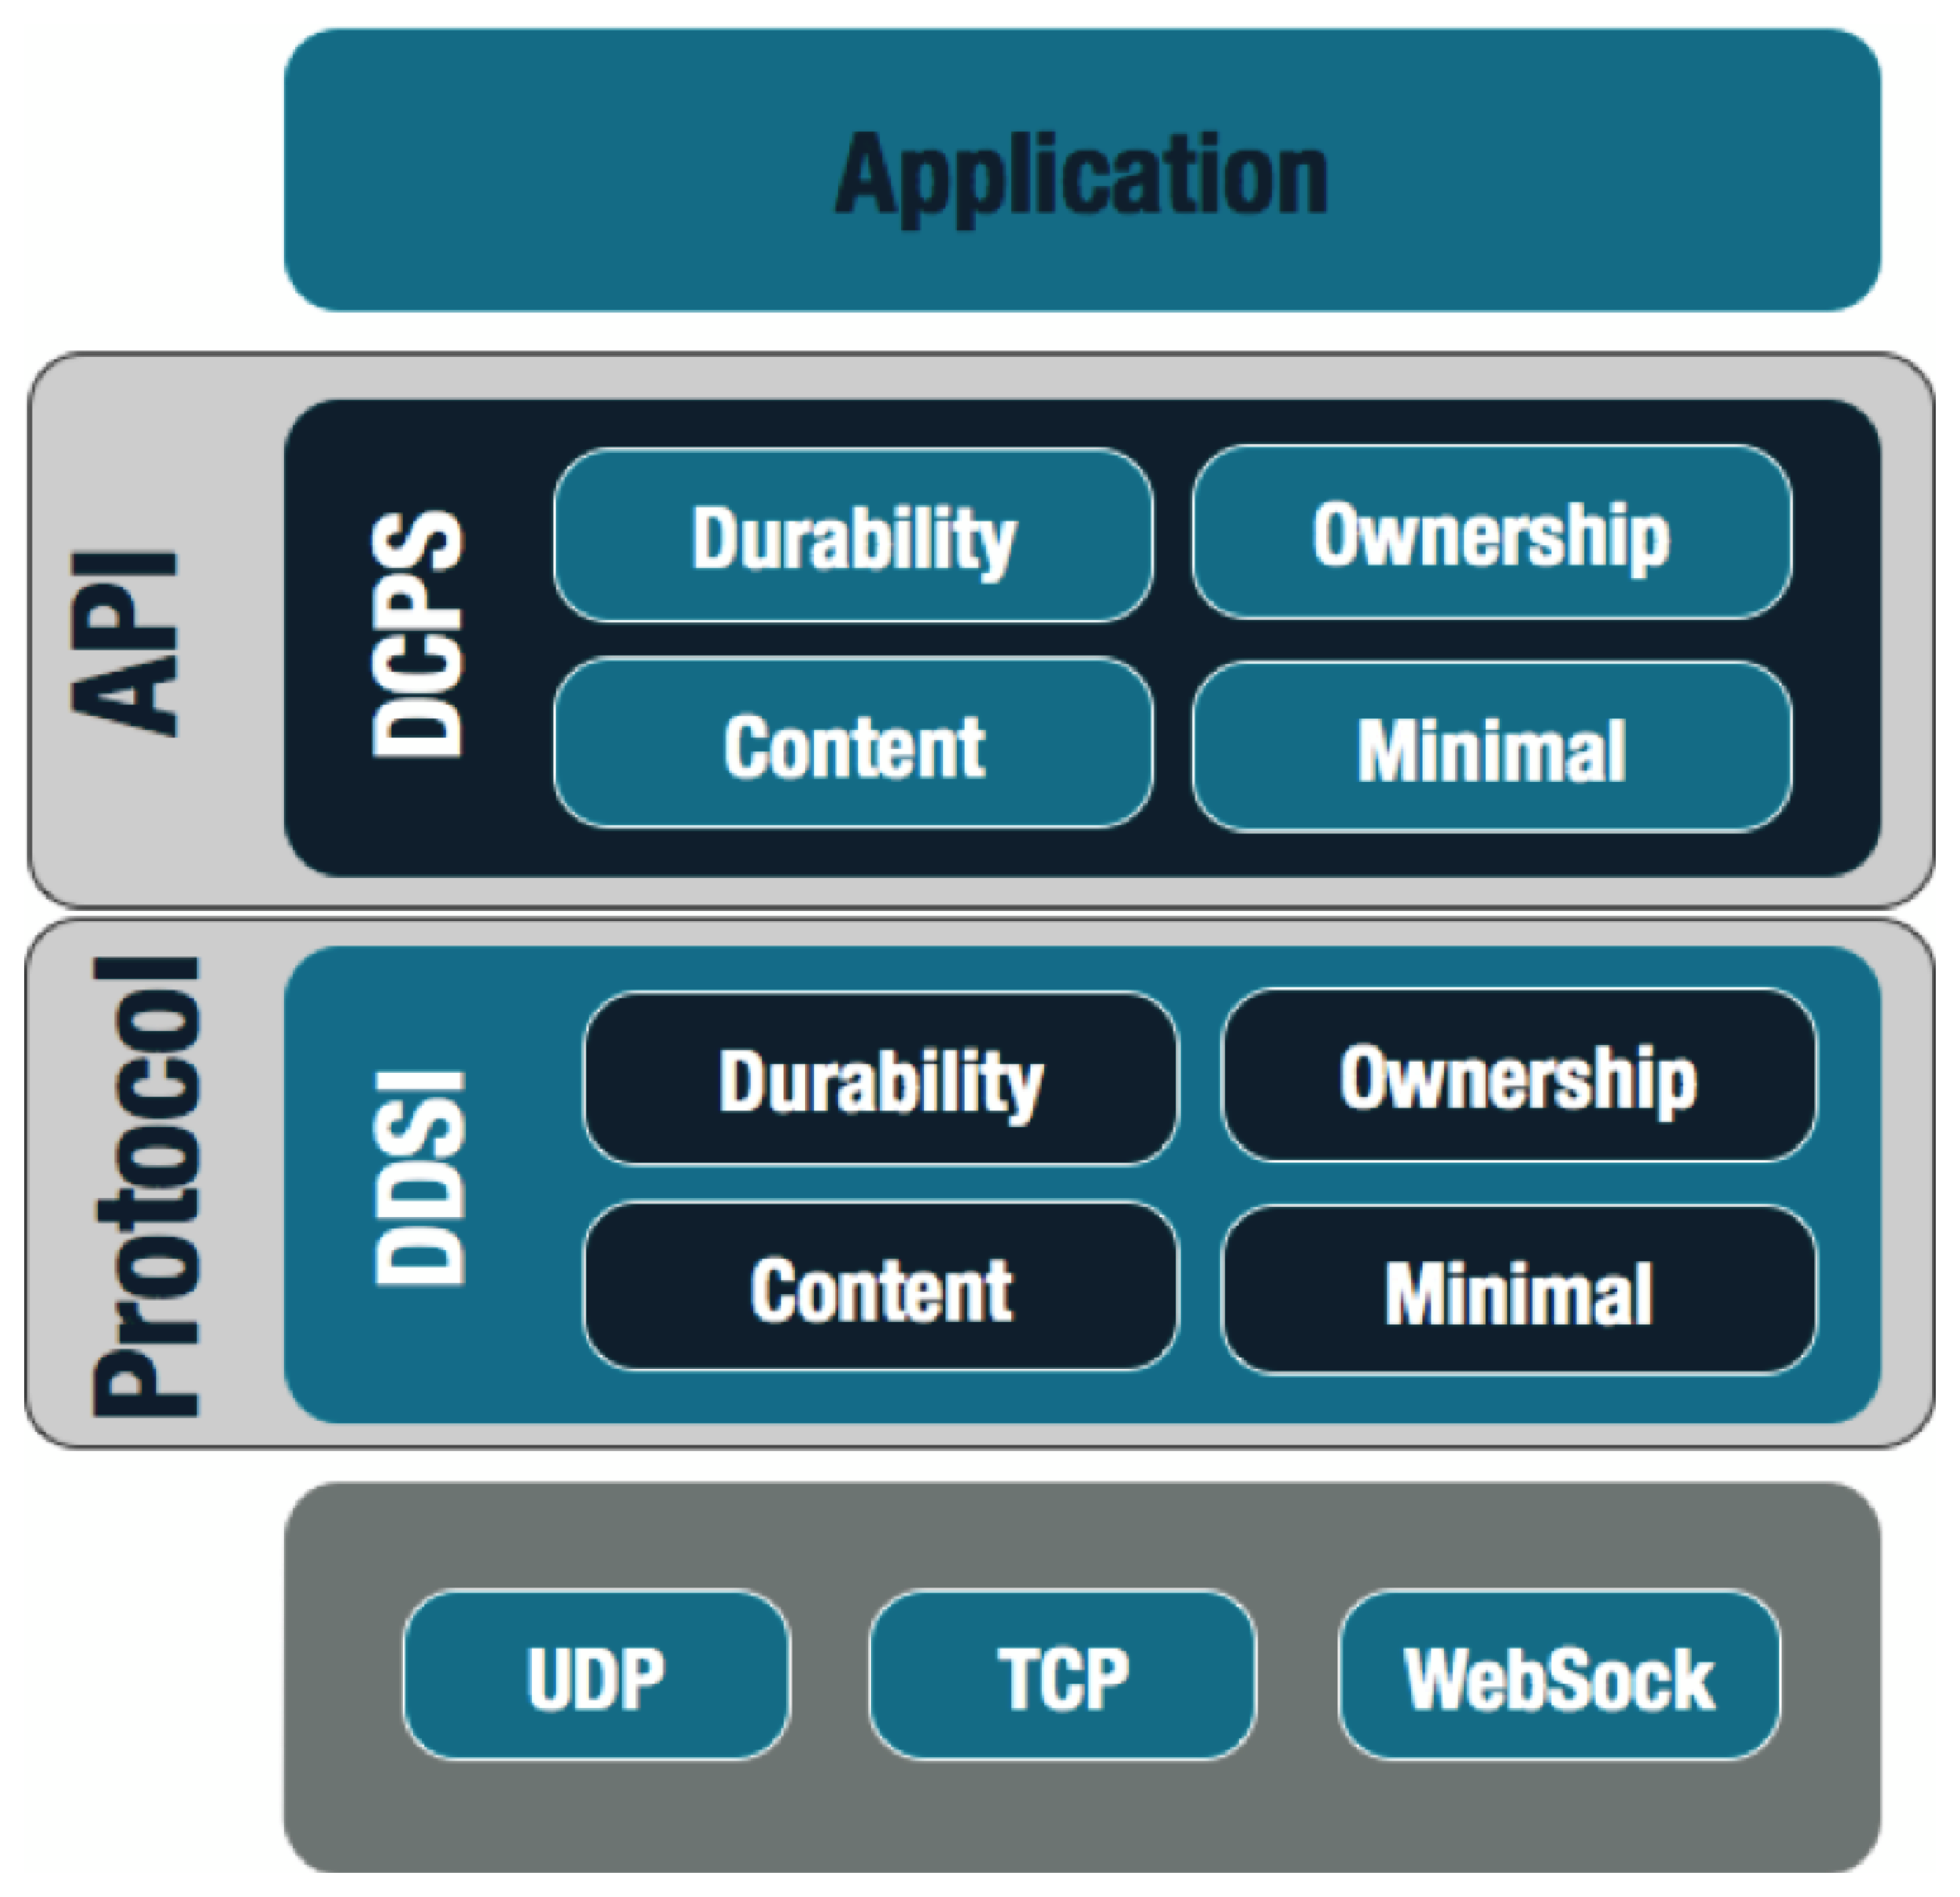 Application
API
DCPS
Durability
Ownership
Content
Minimal
Protocol
DDSI
Durability
Ownership
Content
Minimal
UDP
TCP
WebSock